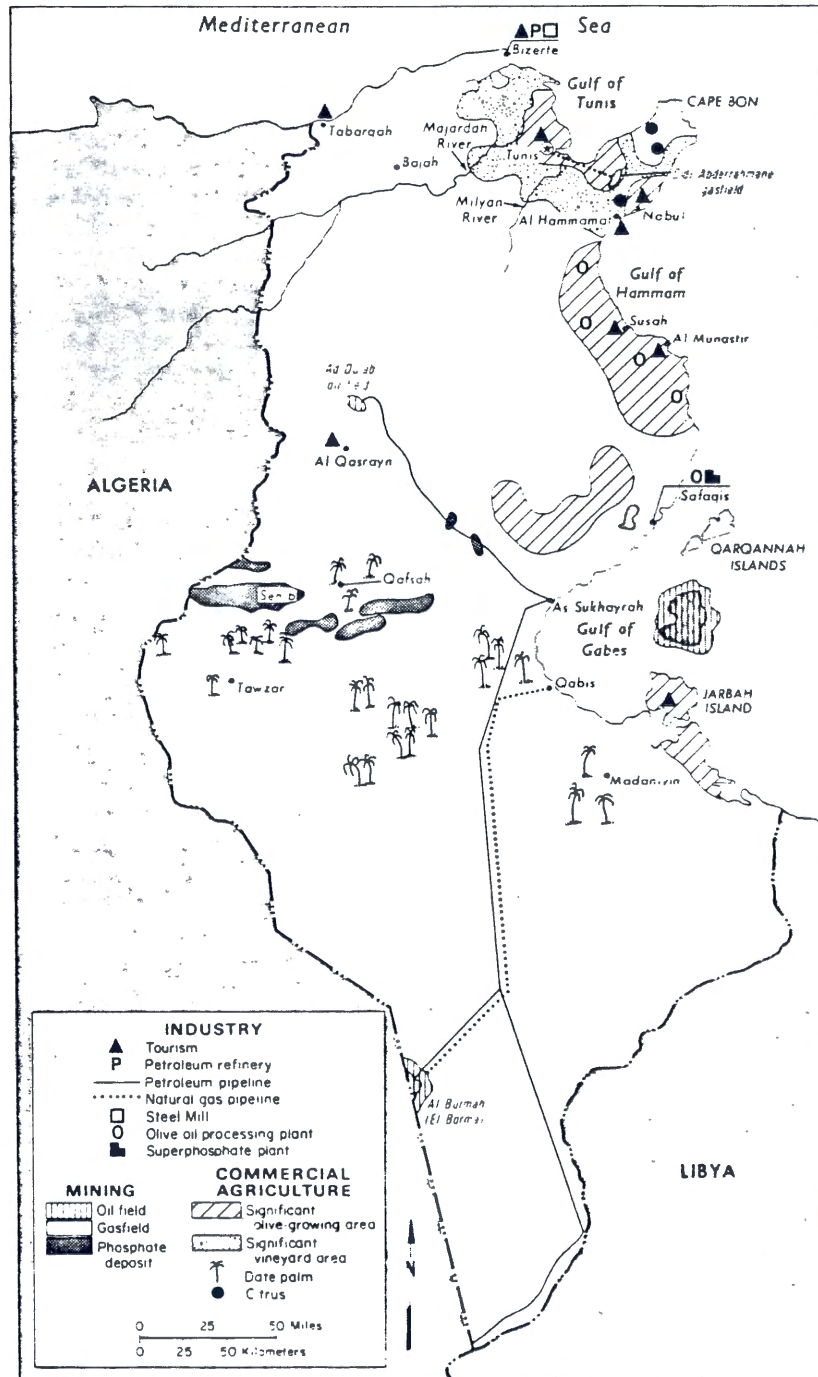 Mediterranean Sea
P
Bizerte
Gulf of
Tunis
CAPE BON
Tabarqah
Majardah
River
Tunis
Bajah
Abderrahmane
gasfield
Milyan
River
Al Hammamat
Nabul
Gulf of
Hammam
O
O
Susah
Al Munastir
O
O
Al Qasrayn
ALGERIA
O
Safaqis
QARQANNAH
ISLANDS
Qafsah
As Sukhayrah
Gulf of
Gabes
Tawzar
Qabis
JARBAH
ISLAND
Al Burmah
(El Borma)
LIBYA
N
INDUSTRY
Tourism
P Petroleum refinery
Petroleum pipeline
Natural gas pipeline
Steel Mill
O Olive oil processing plant
Superphosphate plant
MINING
Oil field
Gasfield
Phosphate
deposit
COMMERCIAL
AGRICULTURE
Significant
olive-growing area
Significant
vineyard area
Date palm
Citrus
0 25 50 Miles
0 25 50 Kilometers